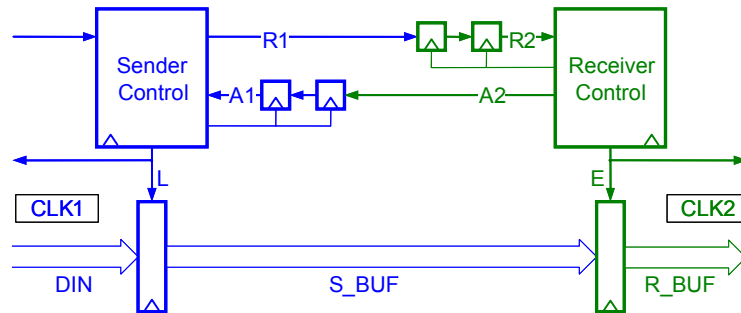 R1
R2
Sender
Control
Receiver
Control
A1
A2
L
E
CLK1
CLK2
DIN
S_BUF
R_BUF